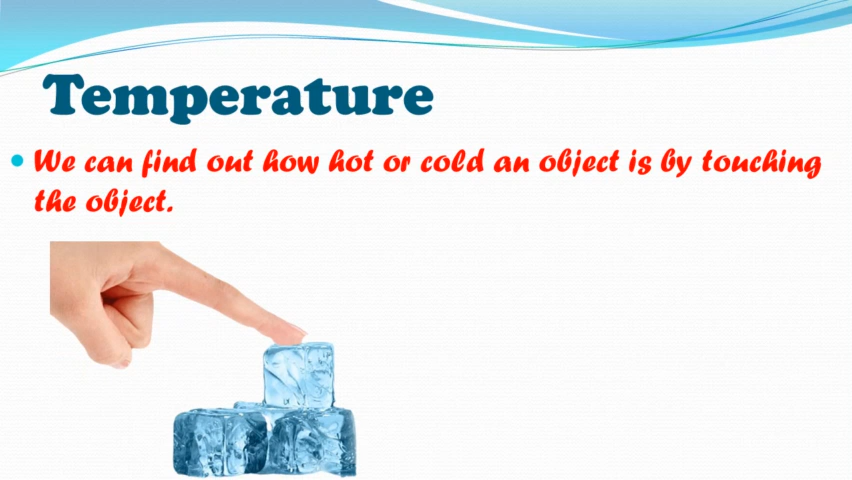 Temperature
We can find out how hot or cold an object is by touching
the object.